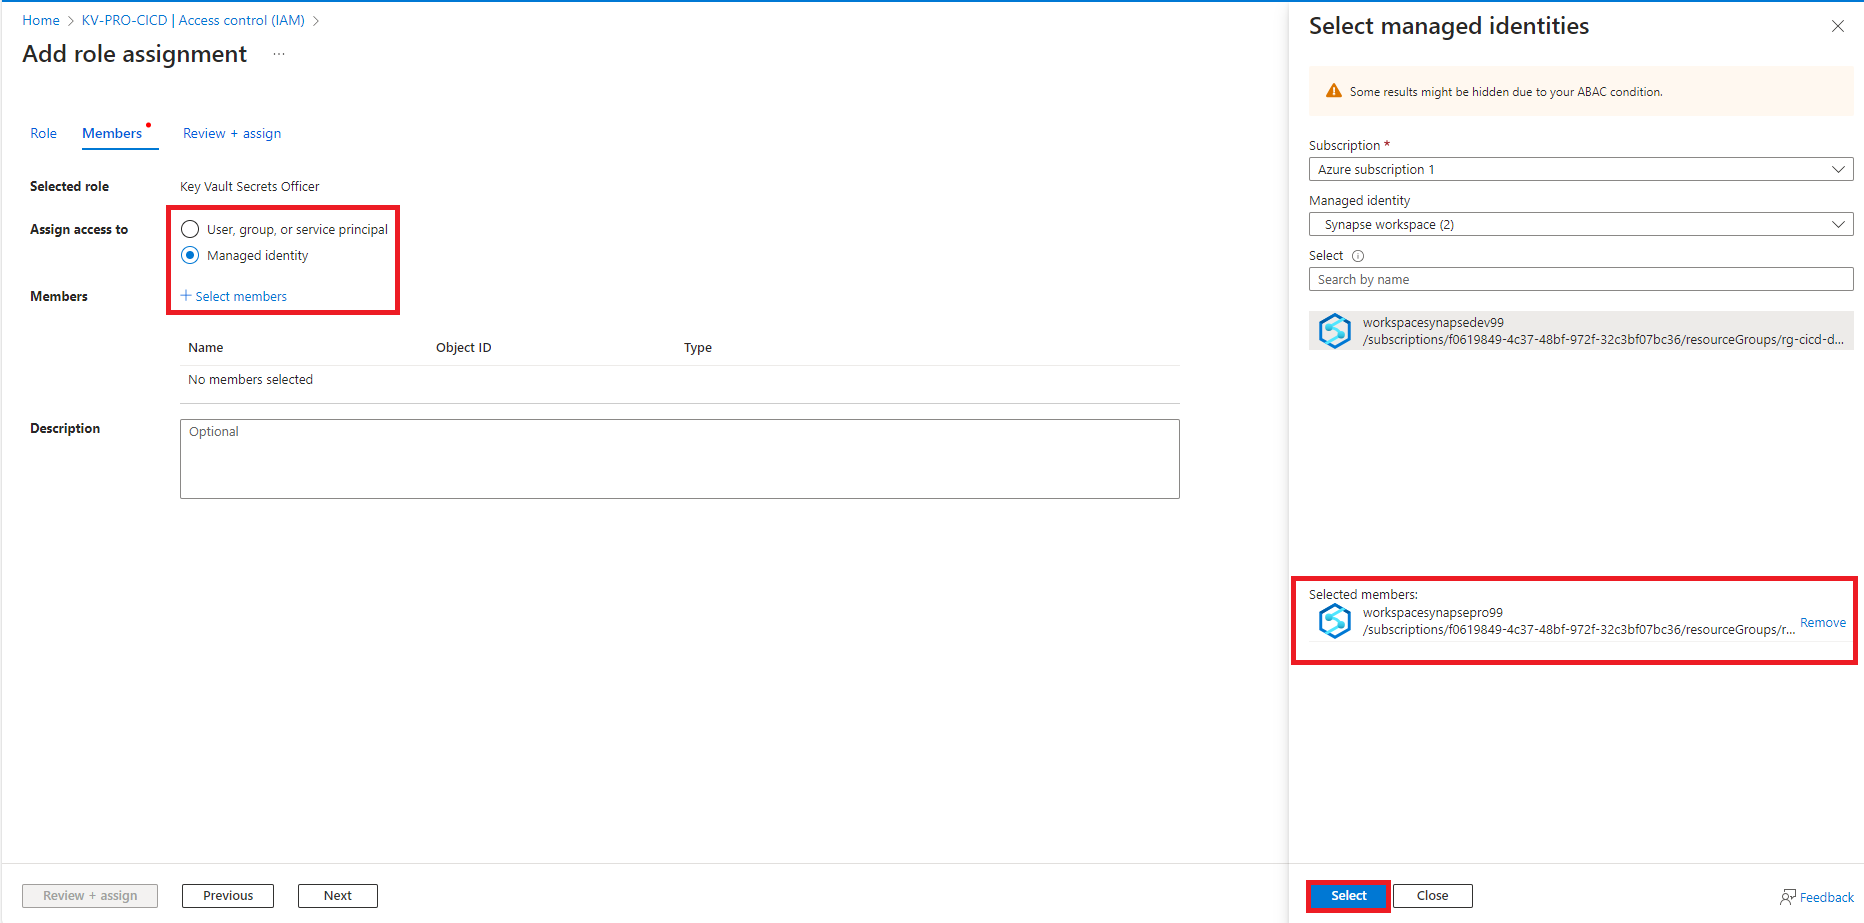 Home > KV-PRO-CICD | Access control (IAM) >
Add role assignment ...
Role Members Review + assign
Selected role Key Vault Secrets Officer
Assign access to User, group, or service principal
Managed identity
Members + Select members
Name Object ID Type
No members selected
Description Optional
Review + assign Previous Next
Select managed identities
Some results might be hidden due to your ABAC condition.
Subscription *
Azure subscription 1
Managed identity
Synapse workspace (2)
Select
Search by name
workspacesynapsedev99
/subscriptions/f0619849-4c37-48bf-972f-32c3bf07bc36/resourceGroups/rg-cicd-d...
Selected members:
workspacesynapsepro99
/subscriptions/f0619849-4c37-48bf-972f-32c3bf07bc36/resourceGroups/r... Remove
Select Close Feedback